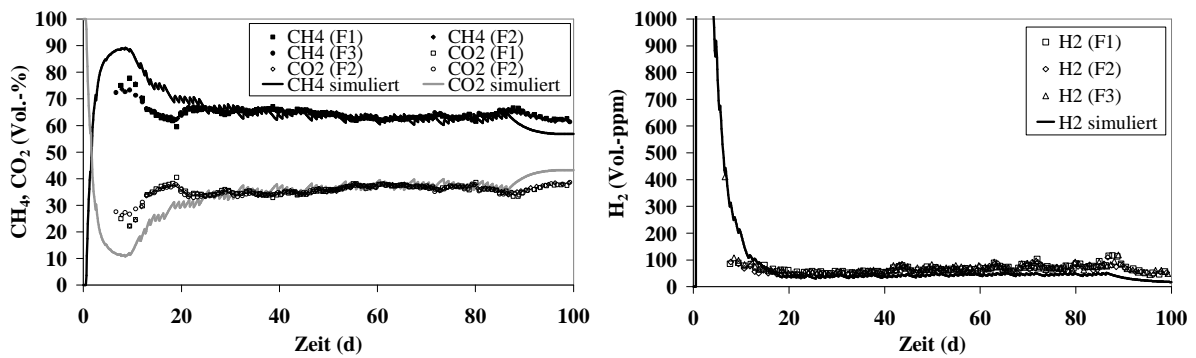 CH4, CO2 (Vol.-%)
100
90
80
70
60
50
40
30
20
10
0
CH4 (F1) CH4 (F2)
CH4 (F3) CO2 (F1)
CO2 (F2) CO2 (F2)
CH4 simuliert CO2 simuliert
0 20 40 60 80 100
Zeit (d)
H2 (Vol.-ppm)
1000
900
800
700
600
500
400
300
200
100
0
H2 (F1)
H2 (F2)
H2 (F3)
H2 simuliert
0 20 40 60 80 100
Zeit (d)